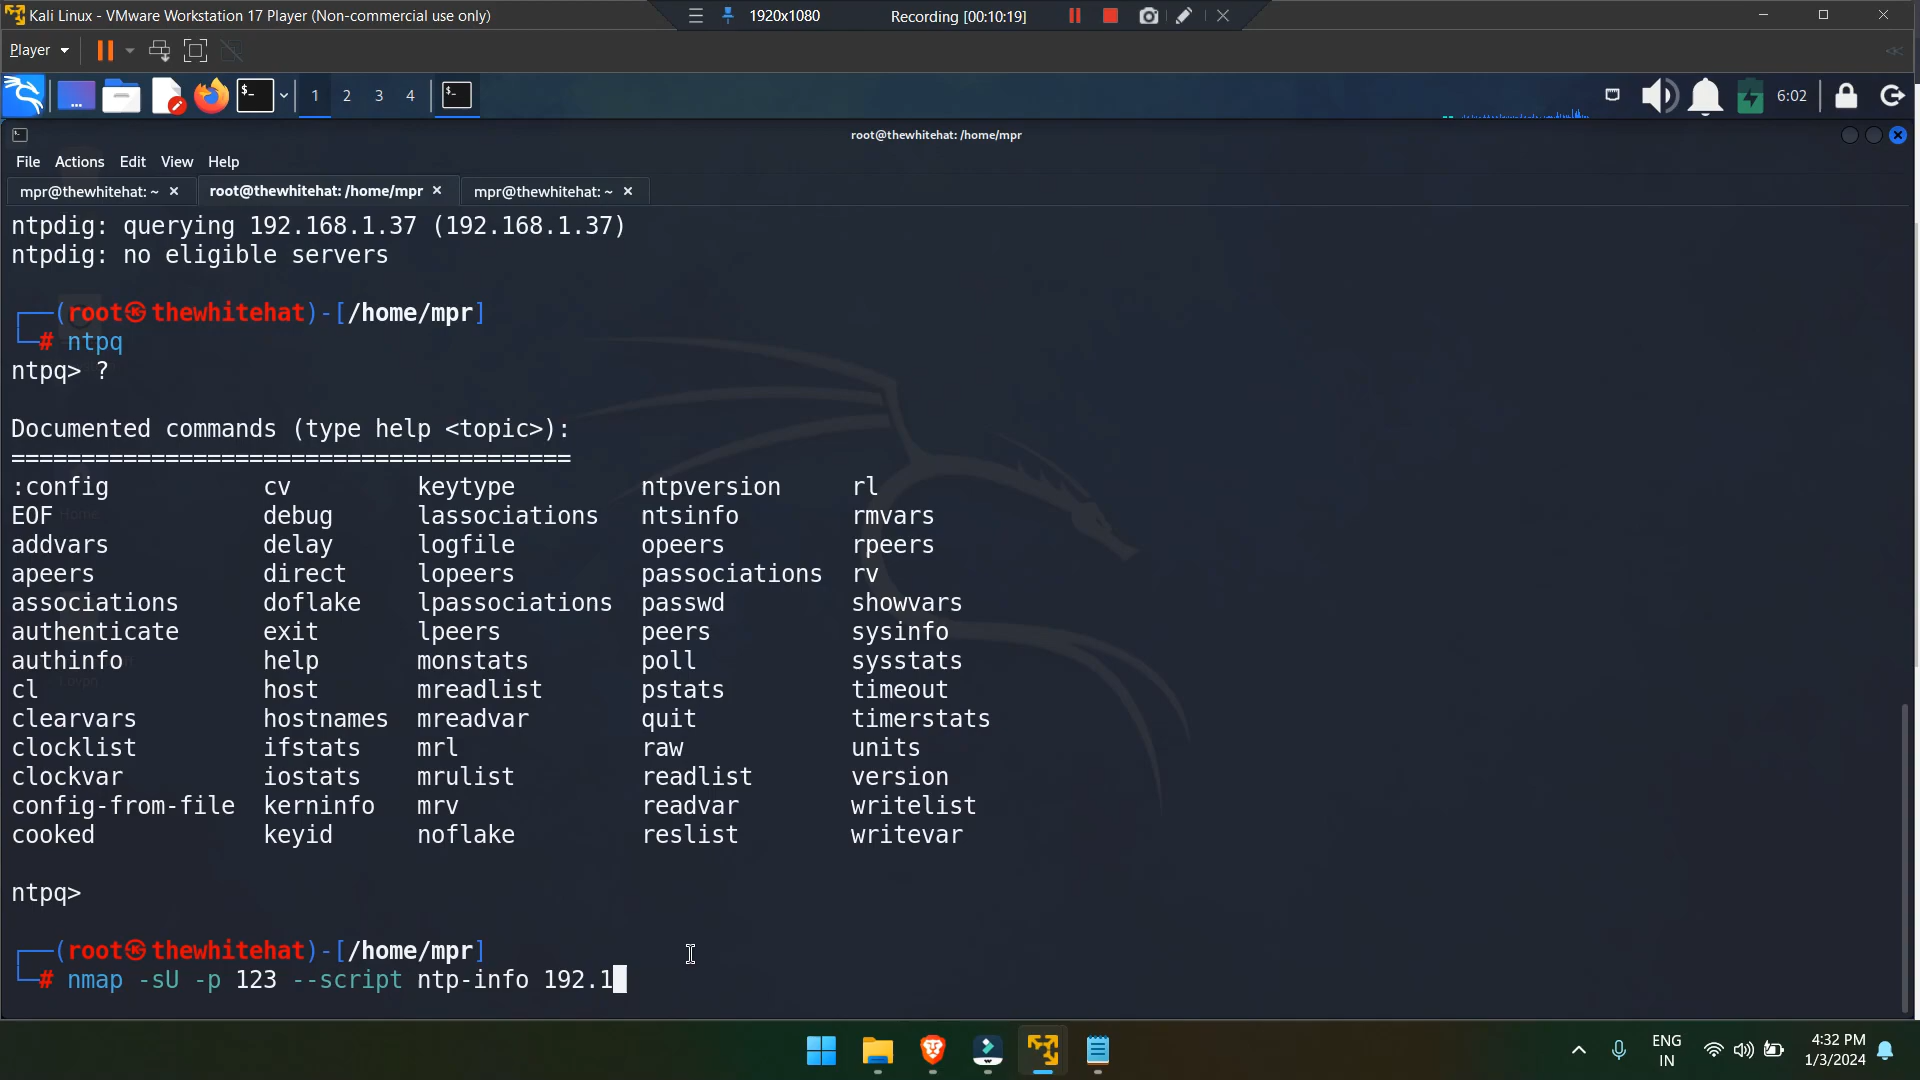 Kali Linux - VMware Workstation 17 Player (Non-commercial use only)
1920x1080
Recording [00:10:19]
Player
1 2 3 4
6:02
root@thewhitehat: /home/mpr
File Actions Edit View Help
mpr@thewhitehat: ~
root@thewhitehat: /home/mpr
mpr@thewhitehat: ~
ntpdig: querying 192.168.1.37 (192.168.1.37)
ntpdig: no eligible servers
┌──(root㉿thewhitehat)-[/home/mpr]
└─# ntpq
ntpq> ?
Documented commands (type help <topic>):
========================================
:config cv keytype ntpversion rl
EOF debug lassociations ntsinfo rmvars
addvars delay logfile opeers rpeers
apeers direct lopeers passociations rv
associations doflake lpassociations passwd showvars
authenticate exit lpeers peers sysinfo
authinfo help monstats poll sysstats
cl host mreadlist pstats timeout
clearvars hostnames mreadvar quit timerstats
clocklist ifstats mrl raw units
clockvar iostats mrulist readlist version
config-from-file kerninfo mrv readvar writelist
cooked keyid noflake reslist writevar
ntpq>
┌──(root㉿thewhitehat)-[/home/mpr]
└─# nmap -sU -p 123 --script ntp-info 192.1
ENG
IN
4:32 PM
1/3/2024